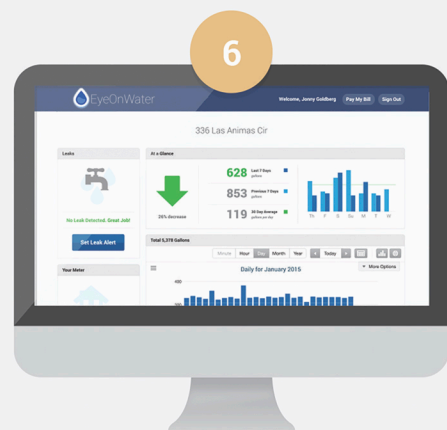 6
EyeOnWater
Welcome, Jonny Goldberg Pay My Bill Sign Out
336 Las Animas Cir
Leaks
No Leak Detected. Great Job!
Set Leak Alert
Your Meter
At a Glance
20% decrease
628 Last 7 Days
gallons
853 Previous 7 Days
gallons
119 30 Day Average
gallons per day
Th F S Su M T W
Total 5,378 Gallons
Minute Hour Day Month Year Today
Daily for January 2015
More Options
400
300